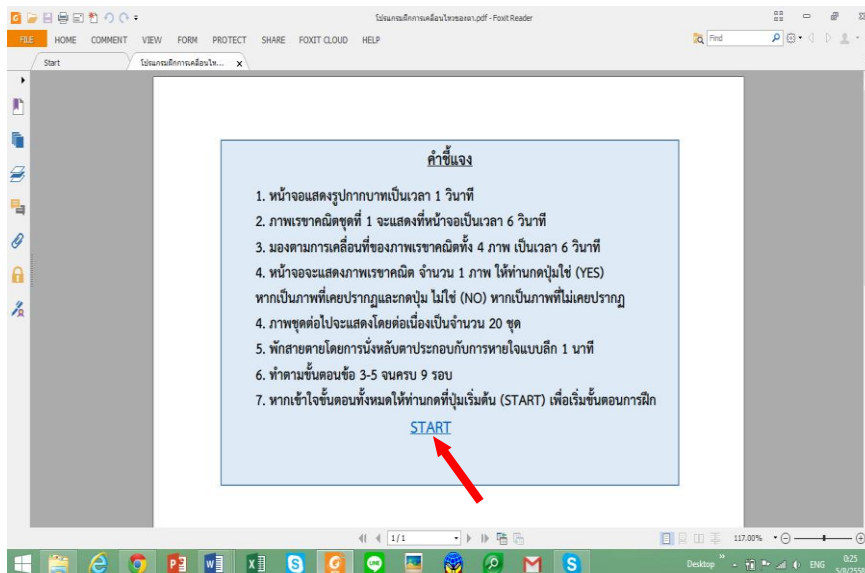 โปรแกรมฝึกการเคลื่อนไหวของตา.pdf - Foxit Reader
FILE HOME COMMENT VIEW FORM PROTECT SHARE FOXIT CLOUD HELP
Find
Start
โปรแกรมฝึกการเคลื่อนไห...
คำชี้แจง
1. หน้าจอแสดงรูปกากบาทเป็นเวลา 1 วินาที
2. ภาพเรขาคณิตชุดที่ 1 จะแสดงที่หน้าจอเป็นเวลา 6 วินาที
3. มองตามการเคลื่อนที่ของภาพเรขาคณิตทั้ง 4 ภาพ เป็นเวลา 6 วินาที
4. หน้าจอจะแสดงภาพเรขาคณิต จำนวน 1 ภาพ ให้ท่านกดปุ่มใช่ (YES)
หากเป็นภาพที่เคยปรากฏและกดปุ่ม ไม่ใช่ (NO) หากเป็นภาพที่ไม่เคยปรากฏ
4. ภาพชุดต่อไปจะแสดงโดยต่อเนื่องเป็นจำนวน 20 ชุด
5. พักสายตายโดยการนั่งหลับตาประกอบกับการหายใจแบบลึก 1 นาที
6. ทำตามขั้นตอนข้อ 3-5 จนครบ 9 รอบ
7. หากเข้าใจขั้นตอนทั้งหมดให้ท่านกดที่ปุ่มเริ่มต้น (START) เพื่อเริ่มขั้นตอนการฝึก
START
1/1
117.00%
Desktop
ENG
0:25